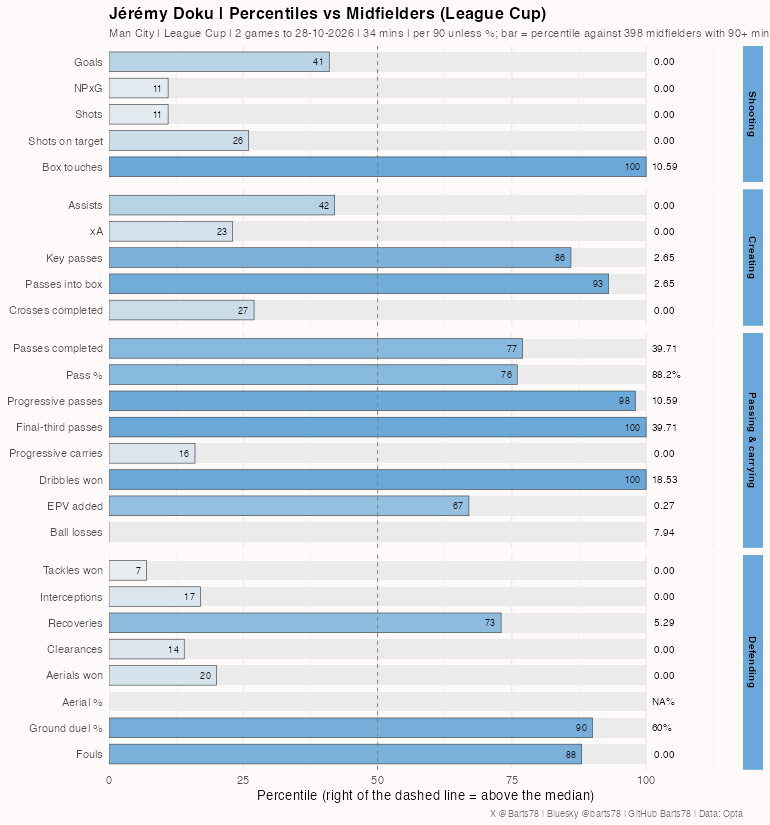 Jérémy Doku | Percentiles vs Midfielders (League Cup)
Man City | League Cup | 2 games to 28-10-2026 | 34 mins | per 90 unless %; bar = percentile against 398 midfielders with 90+ min
Goals 41 0.00
NPxG 11 0.00
Shots 11 0.00
Shots on target 26 0.00
Box touches 100 10.59
Shooting
Assists 42 0.00
xA 23 0.00
Key passes 86 2.65
Passes into box 93 2.65
Crosses completed 27 0.00
Creating
Passes completed 77 39.71
Pass % 76 88.2%
Progressive passes 98 10.59
Final-third passes 100 39.71
Progressive carries 16 0.00
Dribbles won 100 18.53
EPV added 67 0.27
Ball losses 7.94
Passing & carrying
Tackles won 7 0.00
Interceptions 17 0.00
Recoveries 73 5.29
Clearances 14 0.00
Aerials won 20 0.00
Aerial % NA%
Ground duel % 90 60%
Fouls 88 0.00
Defending
0 25 50 75 100
Percentile (right of the dashed line = above the median)
X @Barts78 | Bluesky @barts78 | GitHub Barts78 | Data: Opta